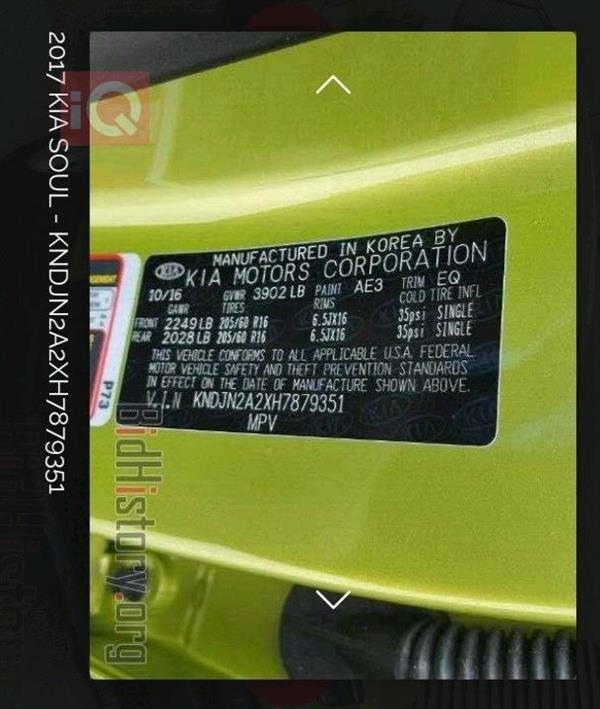 2017 KIA SOUL - KNDJN2A2XH7879351
iQ
KIA
MANUFACTURED IN KOREA BY
KIA MOTORS CORPORATION
10/16 GVWR 3902 LB PAINT AE3 TRIM EQ
GAWR TIRES RIMS COLD TIRE INFL
FRONT 2249 LB 205/60 R16 6.5JX16 35psi SINGLE
REAR 2028 LB 205/60 R16 6.5JX16 35psi SINGLE
THIS VEHICLE CONFORMS TO ALL APPLICABLE U.S.A. FEDERAL
MOTOR VEHICLE SAFETY AND THEFT PREVENTION STANDARDS
IN EFFECT ON THE DATE OF MANUFACTURE SHOWN ABOVE.
V.I.N KNDJN2A2XH7879351
MPV
P73
BidHistory.org